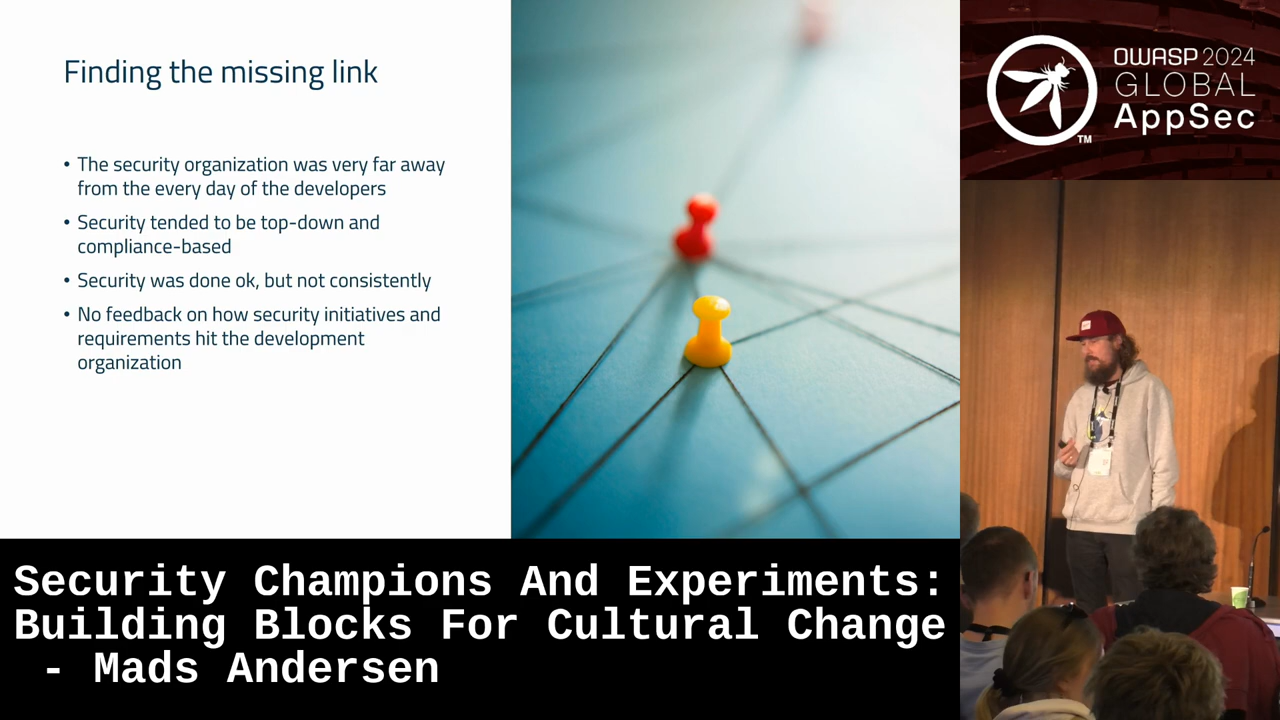 Finding the missing link
• The security organization was very far away
from the every day of the developers
• Security tended to be top-down and
compliance-based
• Security was done ok, but not consistently
• No feedback on how security initiatives and
requirements hit the development
organization
OWASP 2024
GLOBAL
AppSec
TM
Security Champions And Experiments:
Building Blocks For Cultural Change
- Mads Andersen